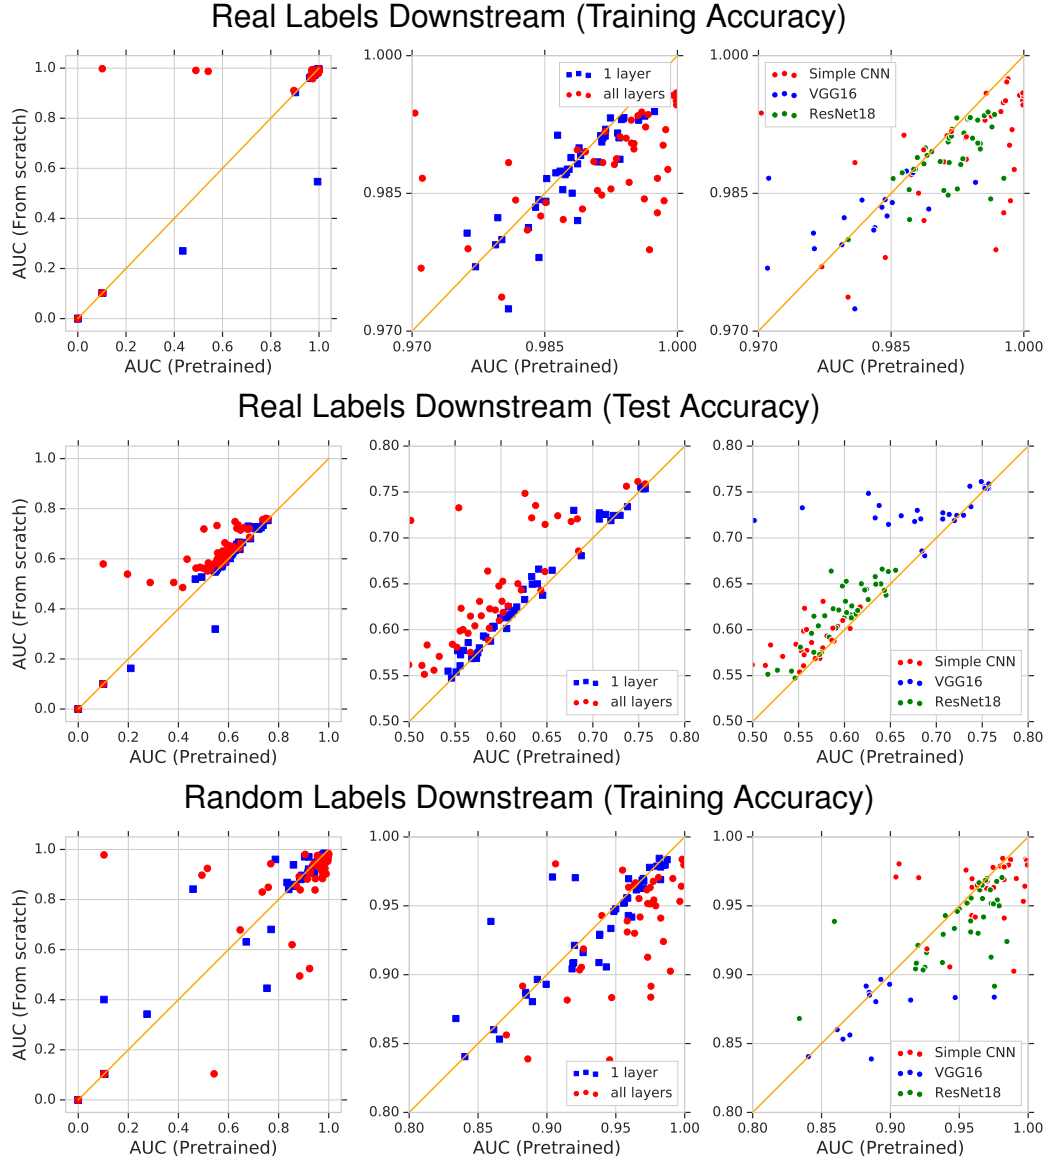 Real Labels Downstream (Training Accuracy)
AUC (From scratch)
1.0
0.8
0.6
0.4
0.2
0.0
0.0 0.2 0.4 0.6 0.8 1.0
AUC (Pretrained)
1.000
0.985
0.970
1 layer
all layers
0.970 0.985 1.000
AUC (Pretrained)
1.000
0.985
0.970
Simple CNN
VGG16
ResNet18
0.970 0.985 1.000
AUC (Pretrained)
Real Labels Downstream (Test Accuracy)
AUC (From scratch)
1.0
0.8
0.6
0.4
0.2
0.0
0.0 0.2 0.4 0.6 0.8 1.0
AUC (Pretrained)
0.80
0.75
0.70
0.65
0.60
0.55
0.50
1 layer
all layers
0.50 0.55 0.60 0.65 0.70 0.75 0.80
AUC (Pretrained)
0.80
0.75
0.70
0.65
0.60
0.55
0.50
Simple CNN
VGG16
ResNet18
0.50 0.55 0.60 0.65 0.70 0.75 0.80
AUC (Pretrained)
Random Labels Downstream (Training Accuracy)
AUC (From scratch)
1.0
0.8
0.6
0.4
0.2
0.0
0.0 0.2 0.4 0.6 0.8 1.0
AUC (Pretrained)
1.00
0.95
0.90
0.85
0.80
1 layer
all layers
0.80 0.85 0.90 0.95 1.00
AUC (Pretrained)
1.00
0.95
0.90
0.85
0.80
Simple CNN
VGG16
ResNet18
0.80 0.85 0.90 0.95 1.00
AUC (Pretrained)